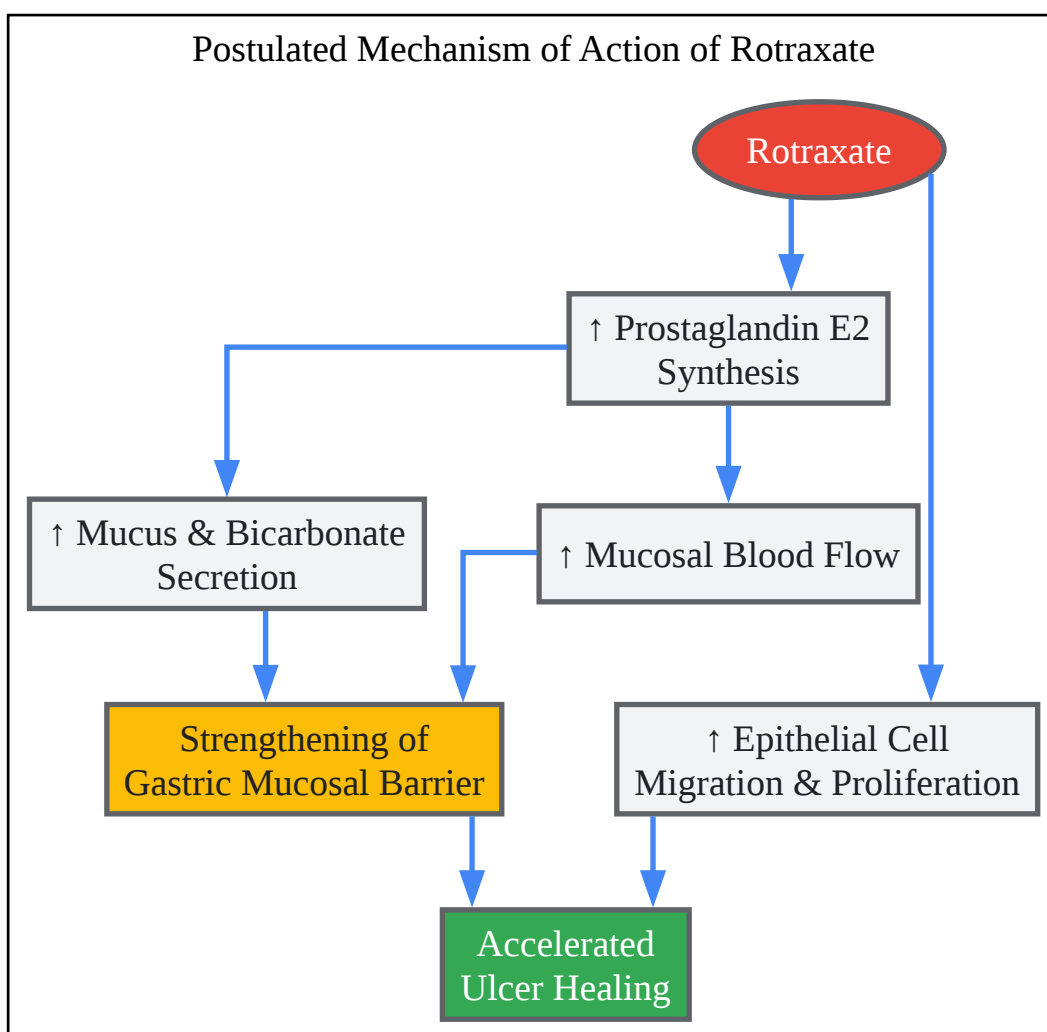 Postulated Mechanism of Action of Rotraxate
Rotraxate
↑ Prostaglandin E2
Synthesis
↑ Mucus & Bicarbonate
Secretion
↑ Mucosal Blood Flow
Strengthening of
Gastric Mucosal Barrier
↑ Epithelial Cell
Migration & Proliferation
Accelerated
Ulcer Healing